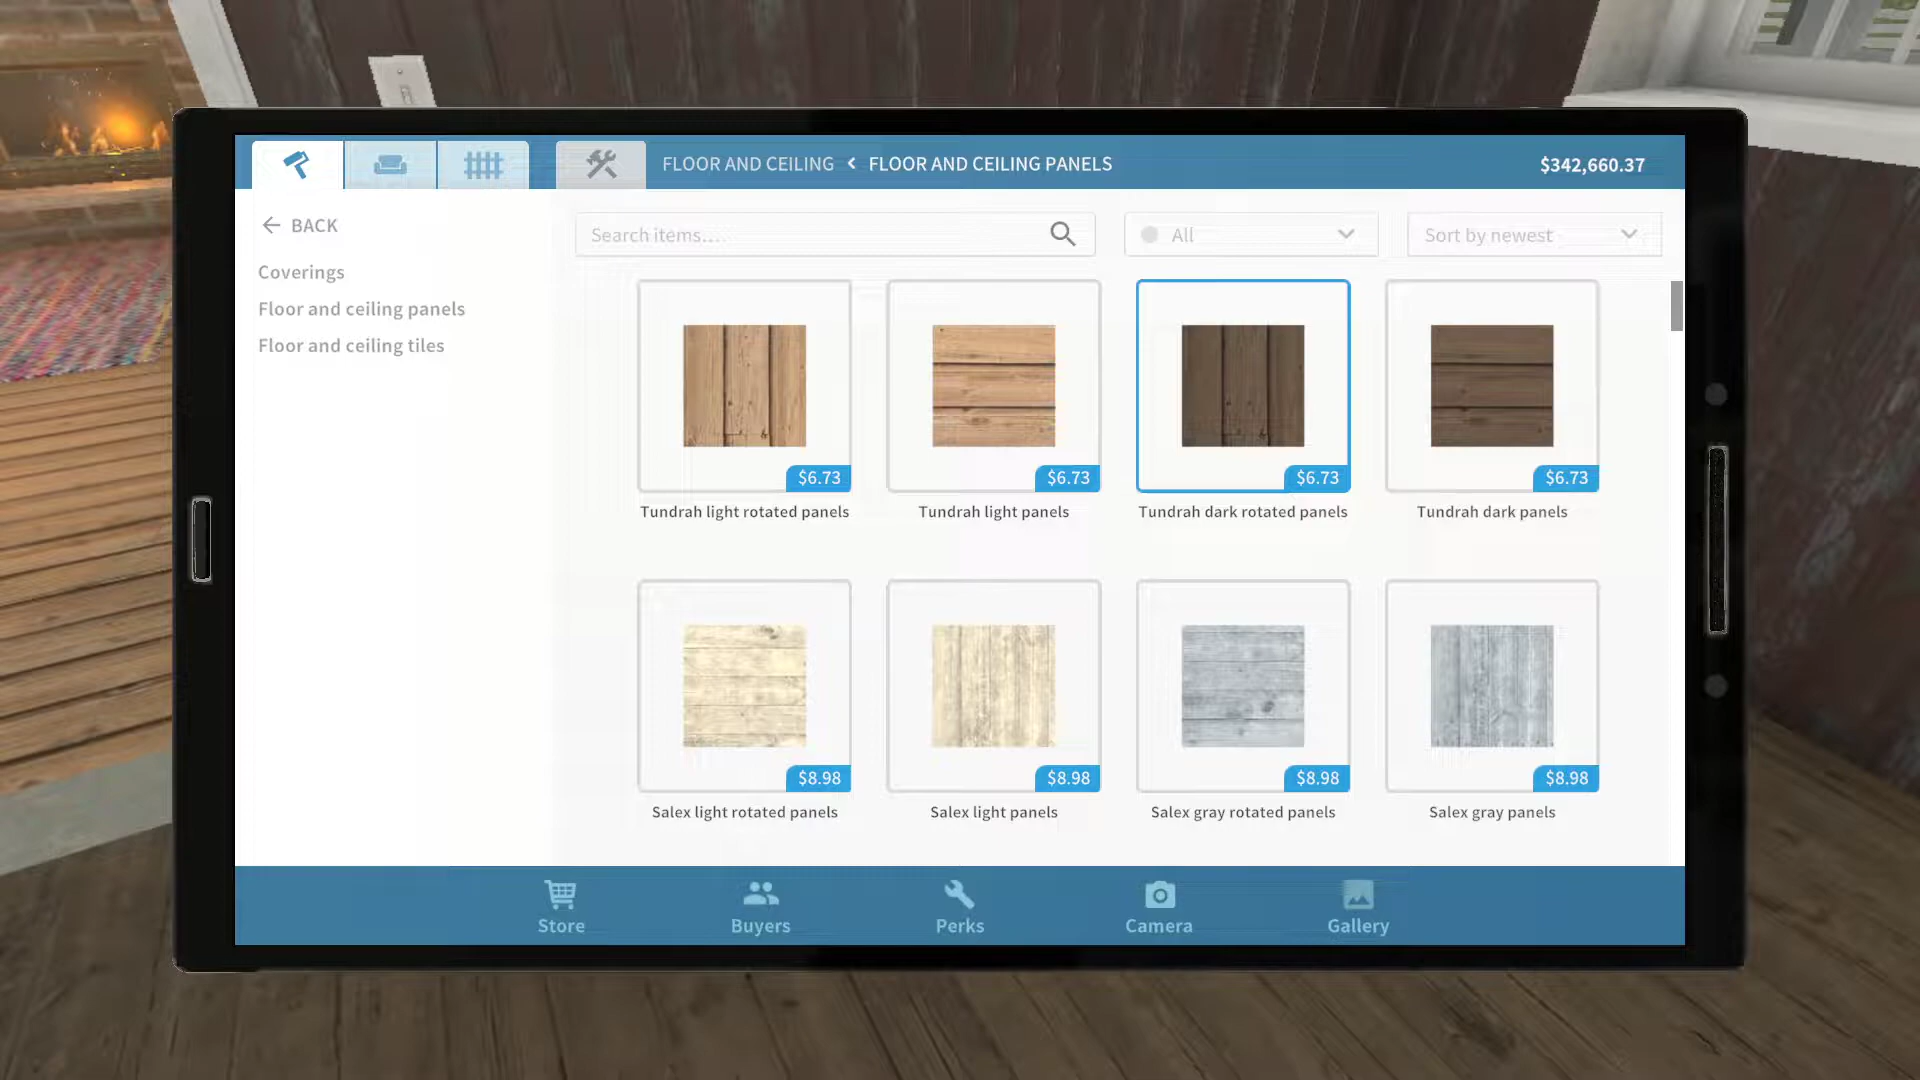 FLOOR AND CEILING < FLOOR AND CEILING PANELS
$342,660.37
BACK
Coverings
Floor and ceiling panels
Floor and ceiling tiles
Search items....
All
Sort by newest
$6.73
$6.73
$6.73
$6.73
Tundrah light rotated panels
Tundrah light panels
Tundrah dark rotated panels
Tundrah dark panels
$8.98
$8.98
$8.98
$8.98
Salex light rotated panels
Salex light panels
Salex gray rotated panels
Salex gray panels
Store
Buyers
Perks
Camera
Gallery